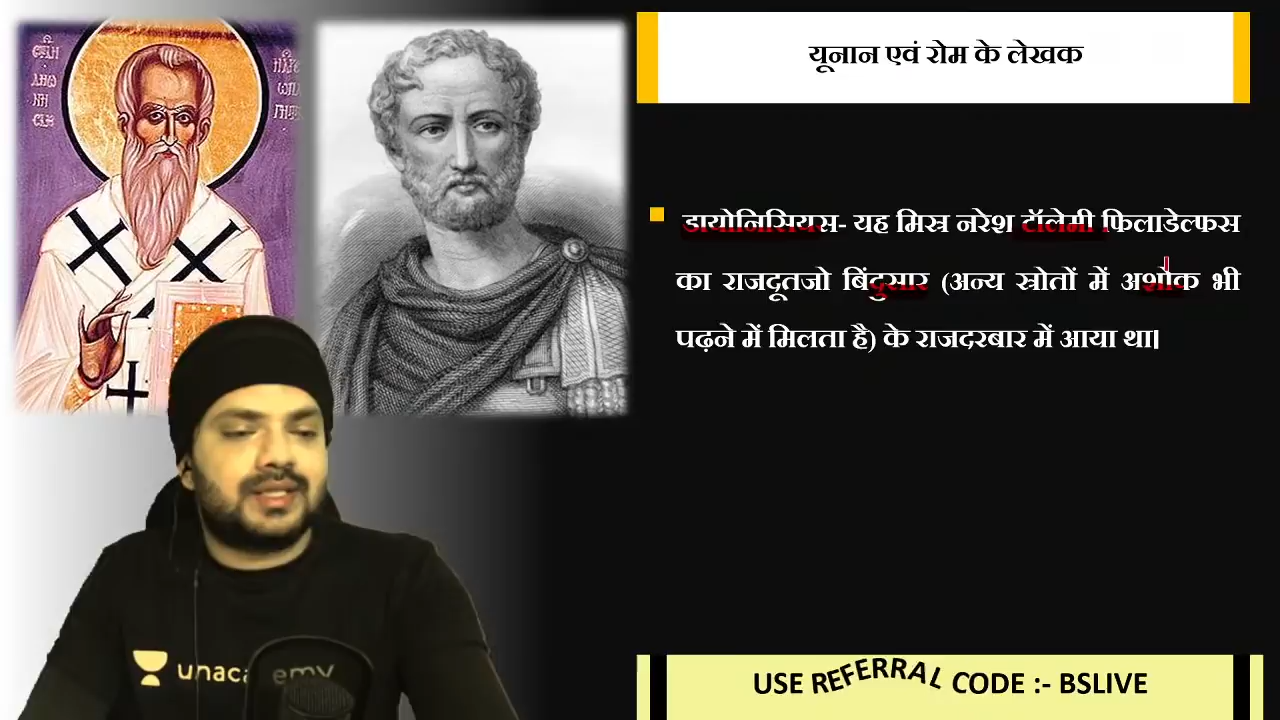 यूनान एवं रोम के लेखक
डायोनिसियस- यह मिस्र नरेश टॉलेमी फिलाडेल्फस
का राजदूतजो बिंदुसार (अन्य स्रोतों में अशोक भी
पढ़ने में मिलता है) के राजदरबार में आया था।
unacademy
USE REFERRAL CODE :- BSLIVE